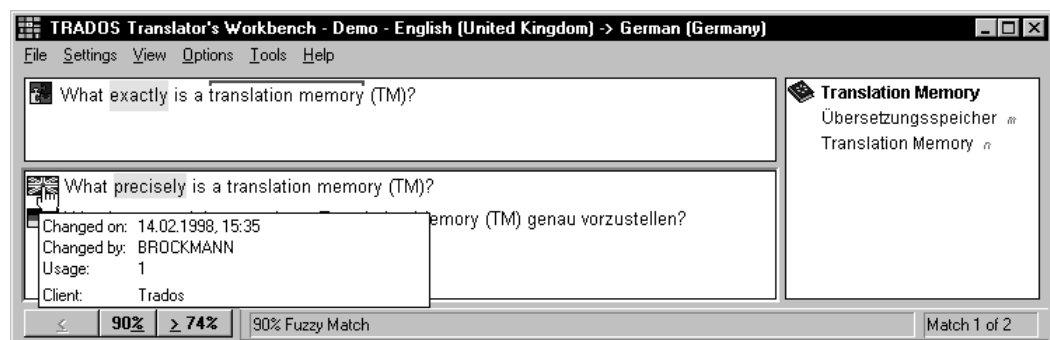 TRADOS Translator's Workbench - Demo - English (United Kingdom) -> German (Germany)
File Settings View Options Tools Help
What exactly is a translation memory (TM)?
Translation Memory
Übersetzungsspeicher m
Translation Memory n
What precisely is a translation memory (TM)?
emory (TM) genau vorzustellen?
Changed on: 14.02.1998, 15:35
Changed by: BROCKMANN
Usage: 1
Client: Trados
< 90% > 74% 90% Fuzzy Match Match 1 of 2